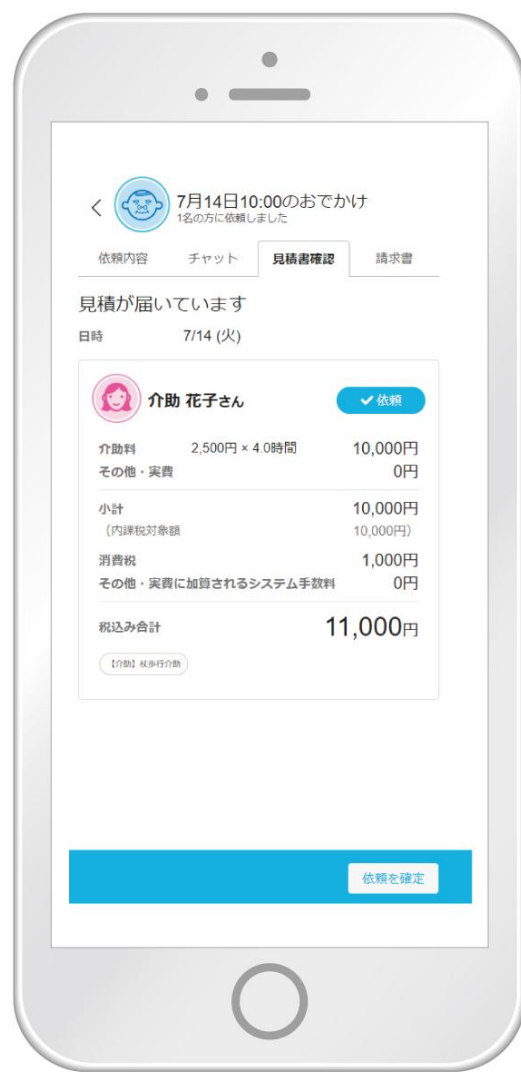 7月14日10:00のおでかけ
1名の方に依頼しました
依頼内容 チャット 見積書確認 請求書
見積が届いています
日時 7/14 (火)
介助 花子さん 依頼
介助料 2,500円 × 4.0時間 10,000円
その他・実費 0円
小計 10,000円
（内課税対象額 10,000円）
消費税 1,000円
その他・実費に加算されるシステム手数料 0円
税込み合計 11,000円
【介助】杖歩行介助
依頼を確定